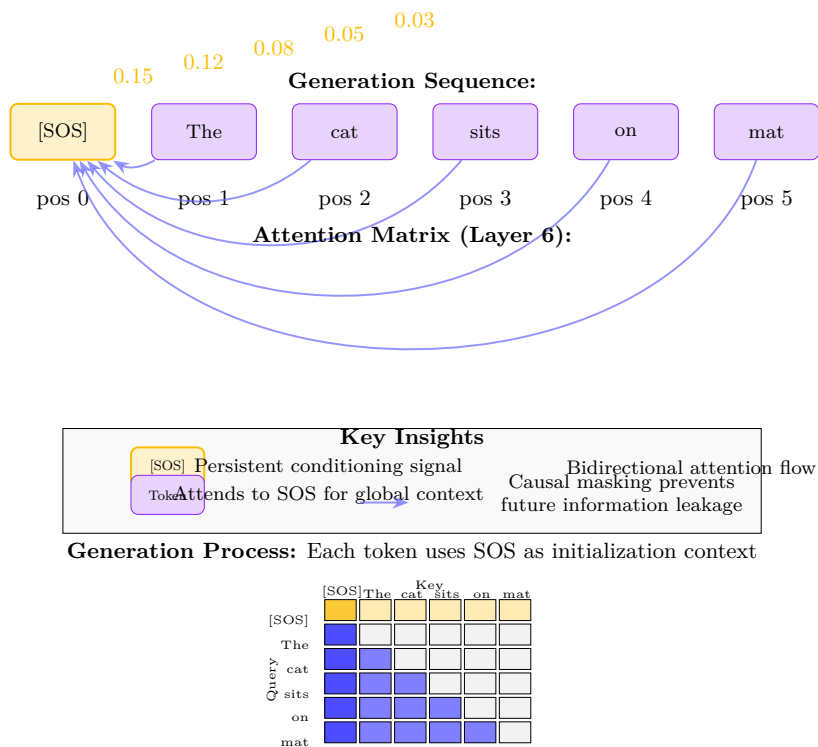 0.15 0.12 0.08 0.05 0.03
Generation Sequence:
[SOS] The cat sits on mat
pos 0 pos 1 pos 2 pos 3 pos 4 pos 5
Attention Matrix (Layer 6):
Key Insights
[SOS] Persistent conditioning signal
Bidirectional attention flow
Token Attends to SOS for global context
Causal masking prevents
future information leakage
Generation Process: Each token uses SOS as initialization context
Key
[SOS] The cat sits on mat
Query
[SOS]
The
cat
sits
on
mat